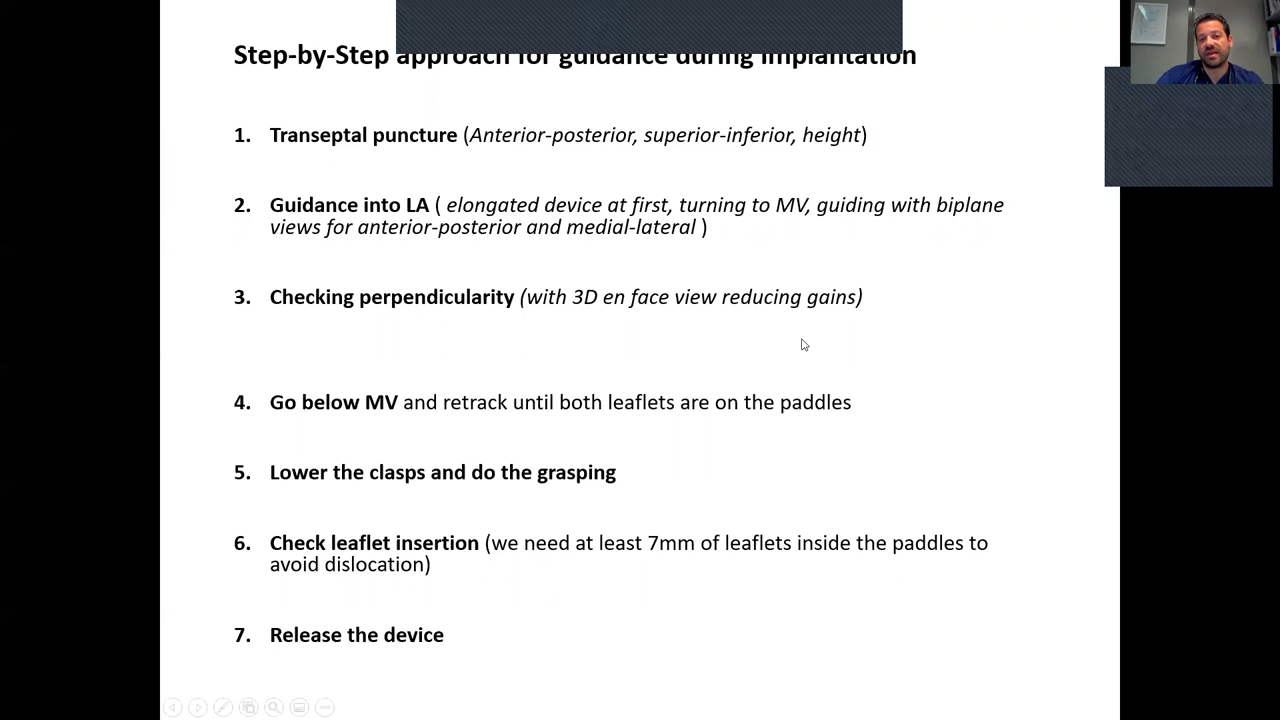 Step-by-Step approach for guidance during implantation
1. Transeptal puncture (Anterior-posterior, superior-inferior, height)
2. Guidance into LA ( elongated device at first, turning to MV, guiding with biplane
views for anterior-posterior and medial-lateral )
3. Checking perpendicularity (with 3D en face view reducing gains)
4. Go below MV and retrack until both leaflets are on the paddles
5. Lower the clasps and do the grasping
6. Check leaflet insertion (we need at least 7mm of leaflets inside the paddles to
avoid dislocation)
7. Release the device